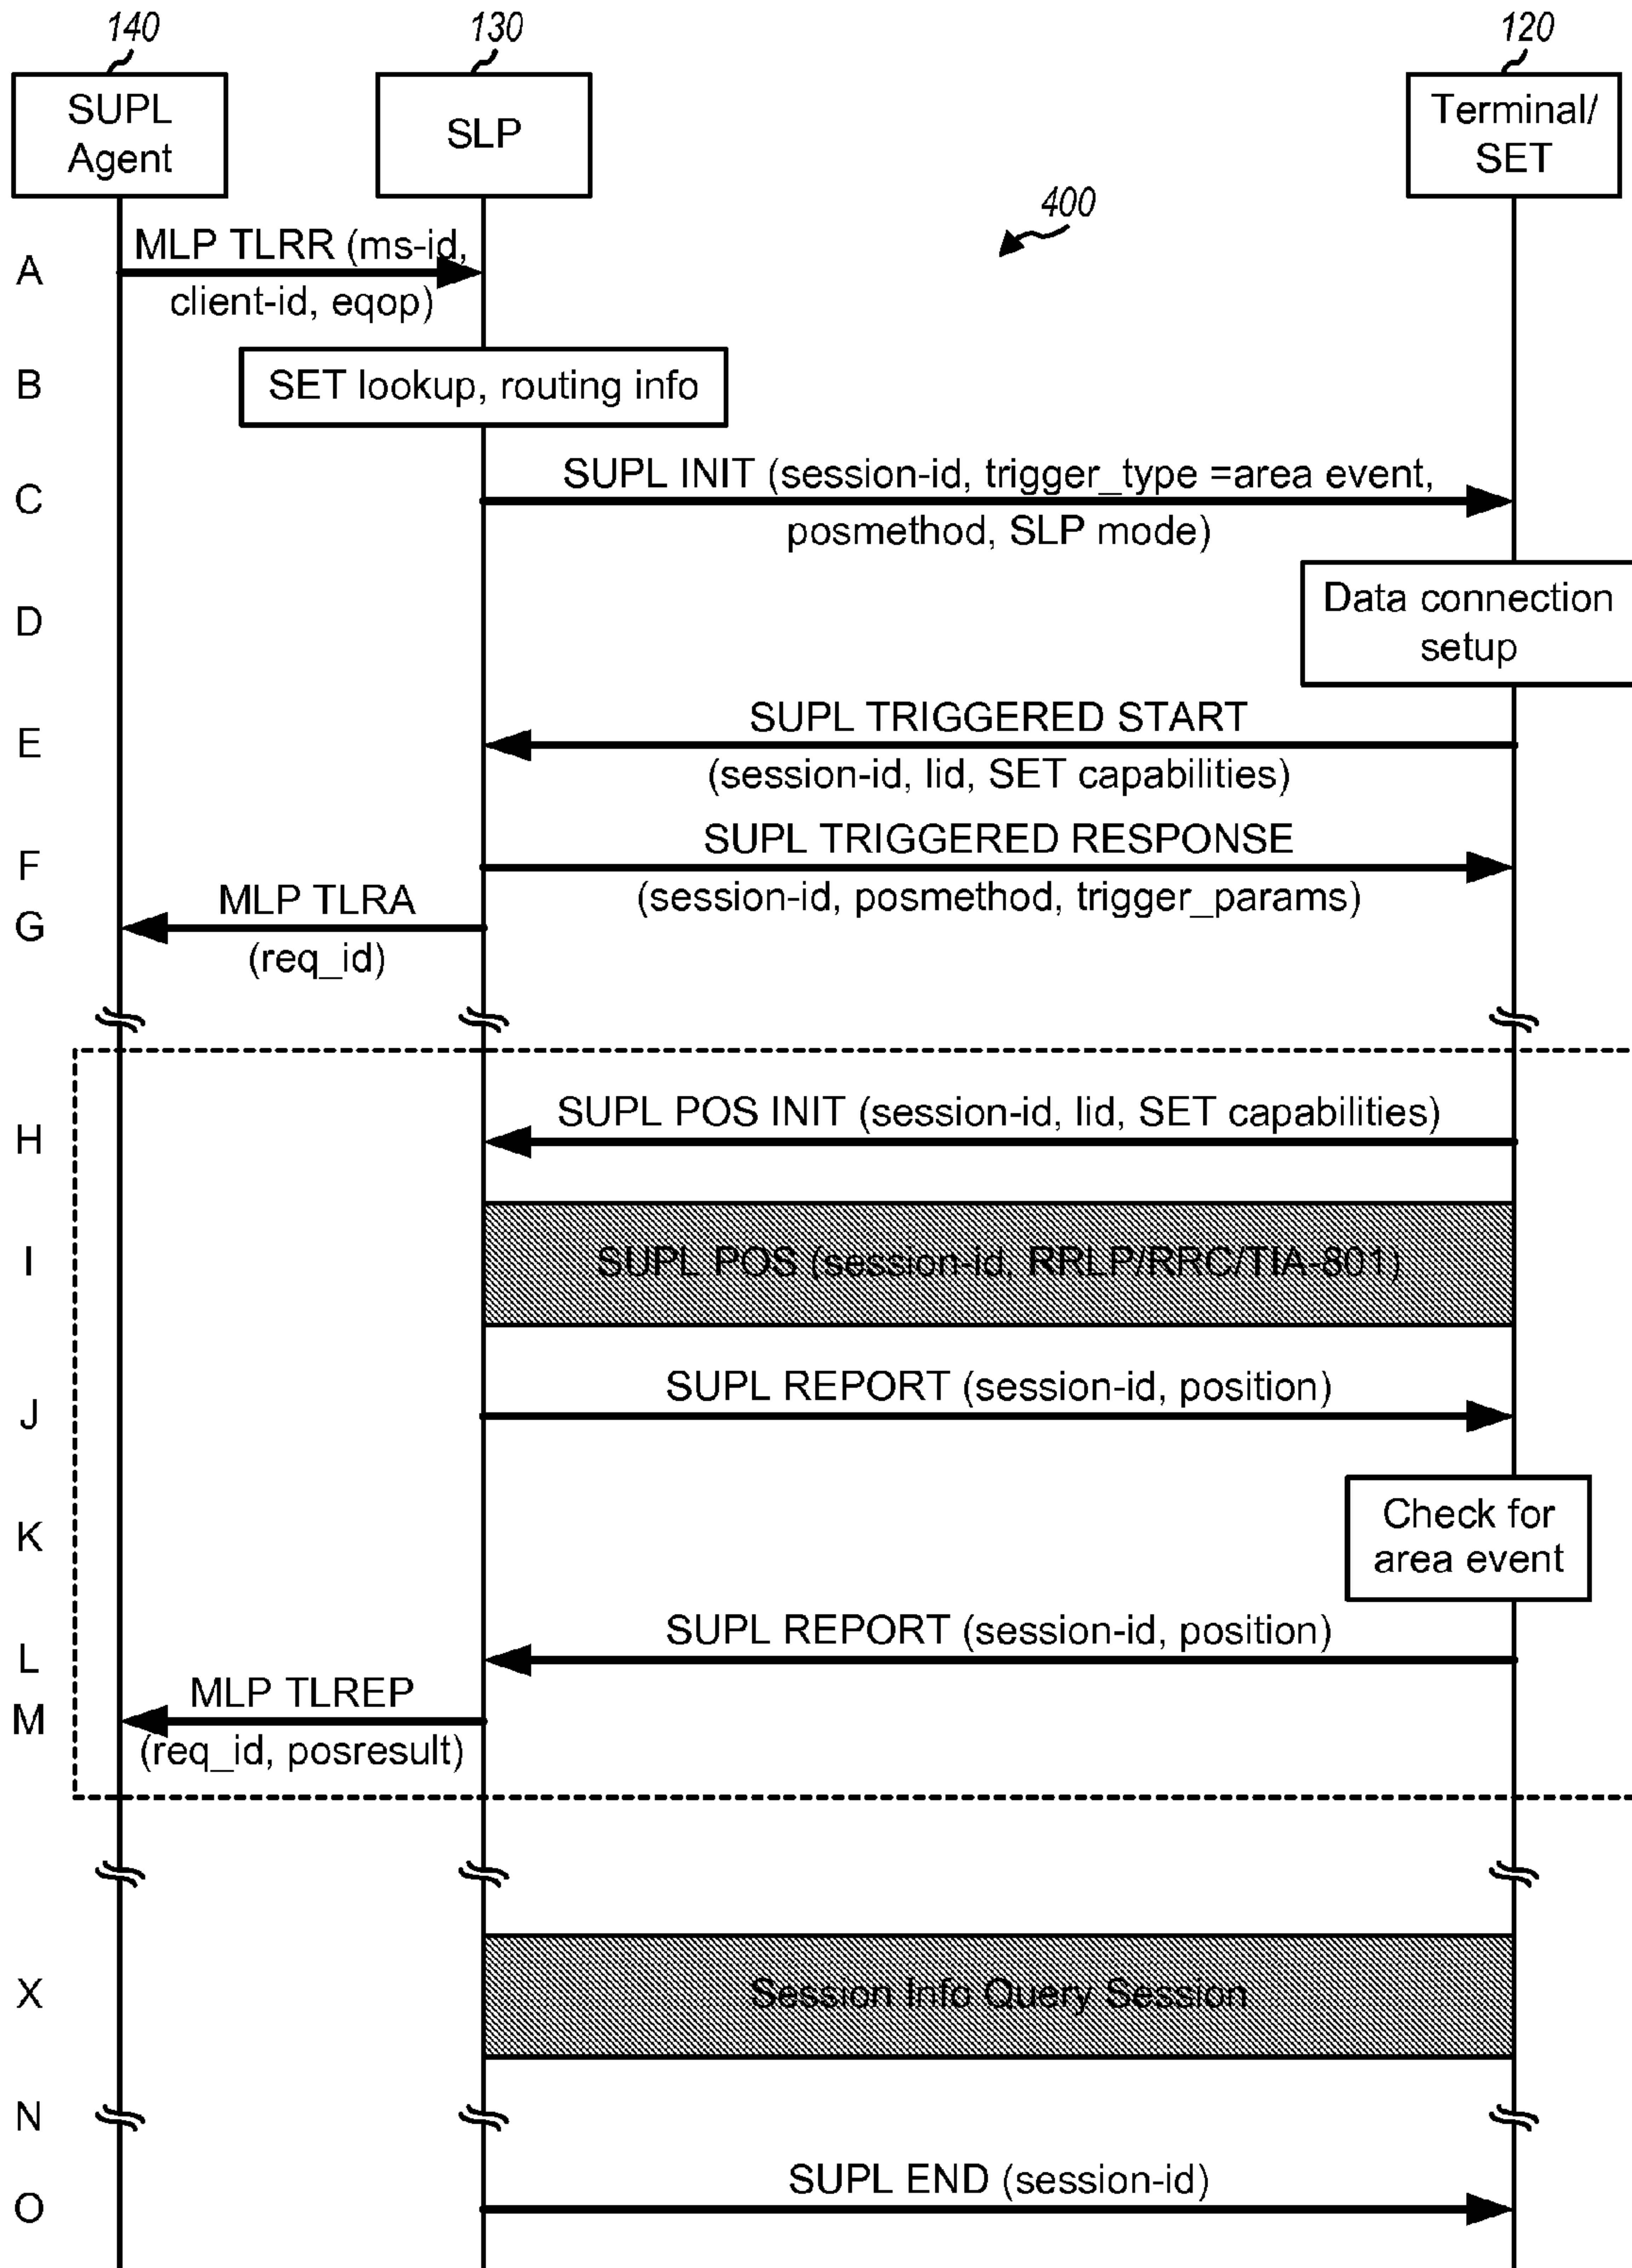 140
130
120
SUPL
Agent
SLP
Terminal/
SET
400
A
MLP TLRR (ms-id,
client-id, eqop)
B
SET lookup, routing info
C
SUPL INIT (session-id, trigger_type =area event,
posmethod, SLP mode)
D
Data connection
setup
E
SUPL TRIGGERED START
(session-id, lid, SET capabilities)
F
SUPL TRIGGERED RESPONSE
(session-id, posmethod, trigger_params)
G
MLP TLRA
(req_id)
H
SUPL POS INIT (session-id, lid, SET capabilities)
I
SUPL POS (session-id, RRLP/RRC/TIA-801)
J
SUPL REPORT (session-id, position)
K
Check for
area event
L
SUPL REPORT (session-id, position)
M
MLP TLREP
(req_id, posresult)
X
Session Info Query Session
N
O
SUPL END (session-id)